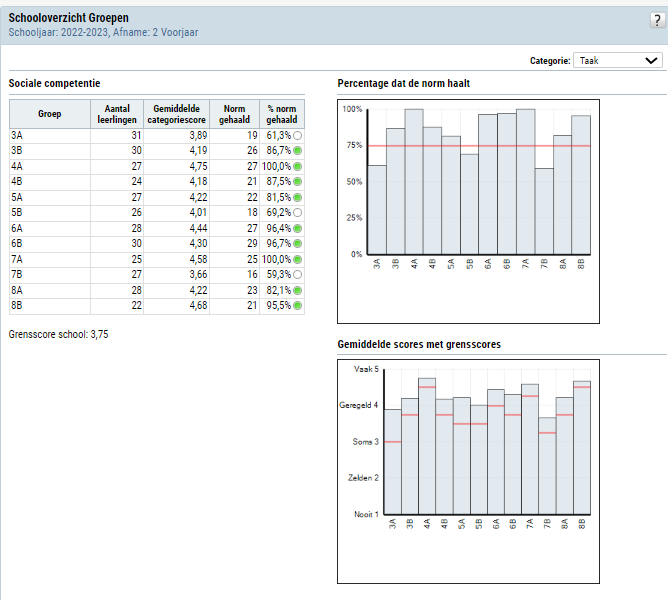 Schooloverzicht Groepen
?
Schooljaar: 2022-2023, Afname: 2 Voorjaar
Categorie: Taak
Sociale competentie
Groep Aantal leerlingen Gemiddelde categoriescore Norm gehaald % norm gehaald
3A 31 3,89 19 61,3%
3B 30 4,19 26 86,7%
4A 27 4,75 27 100,0%
4B 24 4,18 21 87,5%
5A 27 4,22 22 81,5%
5B 26 4,01 18 69,2%
6A 28 4,44 27 96,4%
6B 30 4,30 29 96,7%
7A 25 4,58 25 100,0%
7B 27 3,66 16 59,3%
8A 28 4,22 23 82,1%
8B 22 4,68 21 95,5%
Grensscore school: 3,75
Percentage dat de norm haalt
100%
75%
50%
25%
0%
3A 3B 4A 4B 5A 5B 6A 6B 7A 7B 8A 8B
Gemiddelde scores met grensscores
Vaak 5
Geregeld 4
Soms 3
Zelden 2
Nooit 1
3A 3B 4A 4B 5A 5B 6A 6B 7A 7B 8A 8B